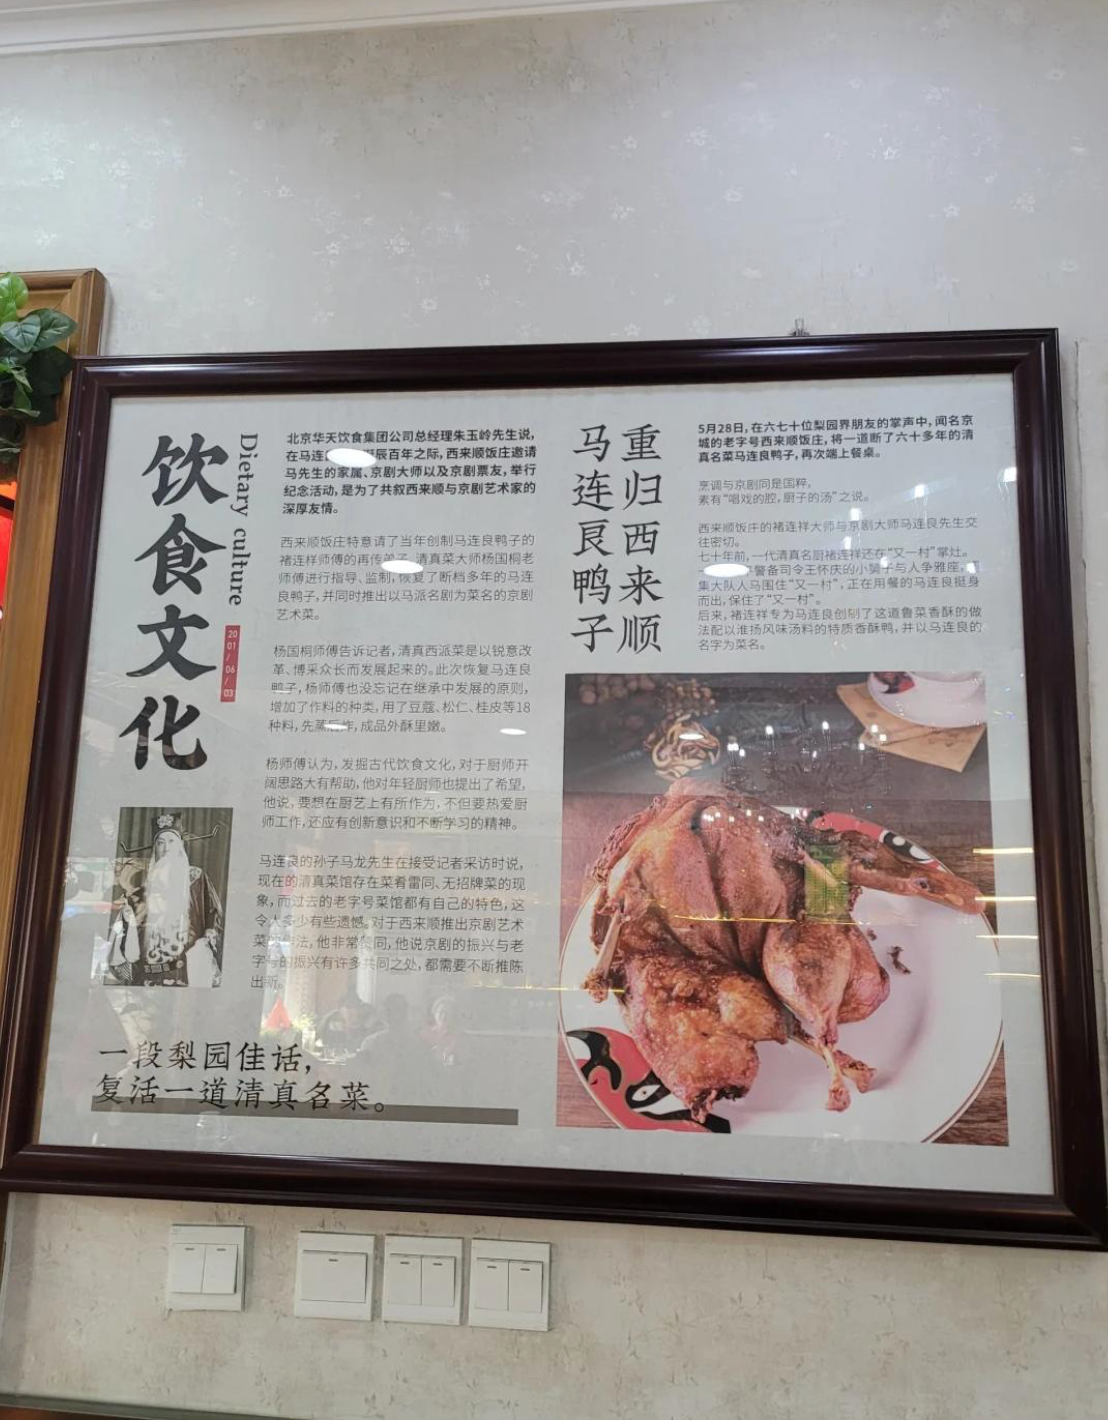 饮食文化
Dietary culture
20
01
/
06
/
03
北京华天饮食集团公司总经理朱玉岭先生说,
在马连 辰百年之际, 西来顺饭庄邀请
马先生的家属、京剧大师以及京剧票友, 举行
纪念活动, 是为了共叙西来顺与京剧艺术家的
深厚友情。
西来顺饭庄特意请了当年创制马连良鸭子的
褚连祥师傅的再传弟子, 清真菜大师杨国桐老
师傅进行指导、监制, 恢复了断档多年的马连
良鸭子, 并同时推出以马派名剧为菜名的京剧
艺术菜。
杨国桐师傅告诉记者, 清真西派菜是以锐意改
革、博采众长而发展起来的。此次恢复马连良
鸭子, 杨师傅也没忘记在继承中发展的原则,
增加了作料的种类, 用了豆蔻、松仁、桂皮等18
种料, 先蒸后炸, 成品外酥里嫩。
杨师傅认为, 发掘古代饮食文化, 对于厨师开
阔思路大有帮助, 他对年轻厨师也提出了希望,
他说, 要想在厨艺上有所作为, 不但要热爱厨
师工作, 还应有创新意识和不断学习的精神。
马连良的孙子马龙先生在接受记者采访时说,
现在的清真菜馆存在菜肴雷同、无招牌菜的现
象, 而过去的老字号菜馆都有自己的特色, 这
令人多少有些遗憾。对于西来顺推出京剧艺术
菜 法, 他非常 同, 他说京剧的振兴与老
字号的振兴有许多共同之处, 都需要不断推陈
出新。
一段梨园佳话,
复活一道清真名菜。
重归西来顺
马连良鸭子
5月28日, 在六七十位梨园界朋友的掌声中, 闻名京
城的老字号西来顺饭庄, 将一道断了六十多年的清
真名菜马连良鸭子, 再次端上餐桌。
烹调与京剧同是国粹,
素有“唱戏的腔, 厨子的汤”之说。
西来顺饭庄的褚连祥大师与京剧大师马连良先生交
往密切。
七十年前, 一代清真名厨褚连祥还在“又一村”掌灶。
一 警备司令王怀庆的小舅子与人争雅座,
集大队人马围住“又一村”, 正在用餐的马连良挺身
而出, 保住了“又一村”。
后来, 褚连祥专为马连良创制了这道鲁菜香酥的做
法配以淮扬风味汤料的特质香酥鸭, 并以马连良的
名字为菜名。